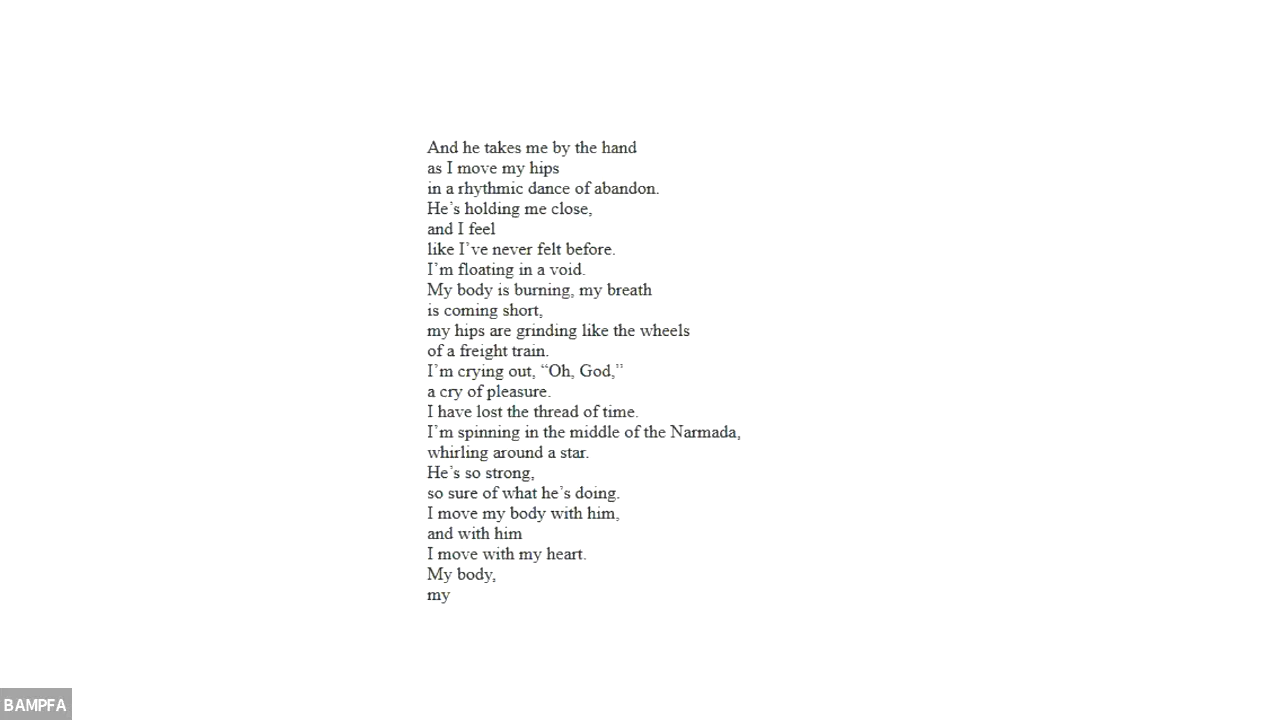 And he takes me by the hand
as I move my hips
in a rhythmic dance of abandon.
He’s holding me close,
and I feel
like I’ve never felt before.
I’m floating in a void.
My body is burning, my breath
is coming short,
my hips are grinding like the wheels
of a freight train.
I’m crying out, “Oh, God,”
a cry of pleasure.
I have lost the thread of time.
I’m spinning in the middle of the Narmada,
whirling around a star.
He’s so strong,
so sure of what he’s doing.
I move my body with him,
and with him
I move with my heart.
My body,
my
BAMPFA